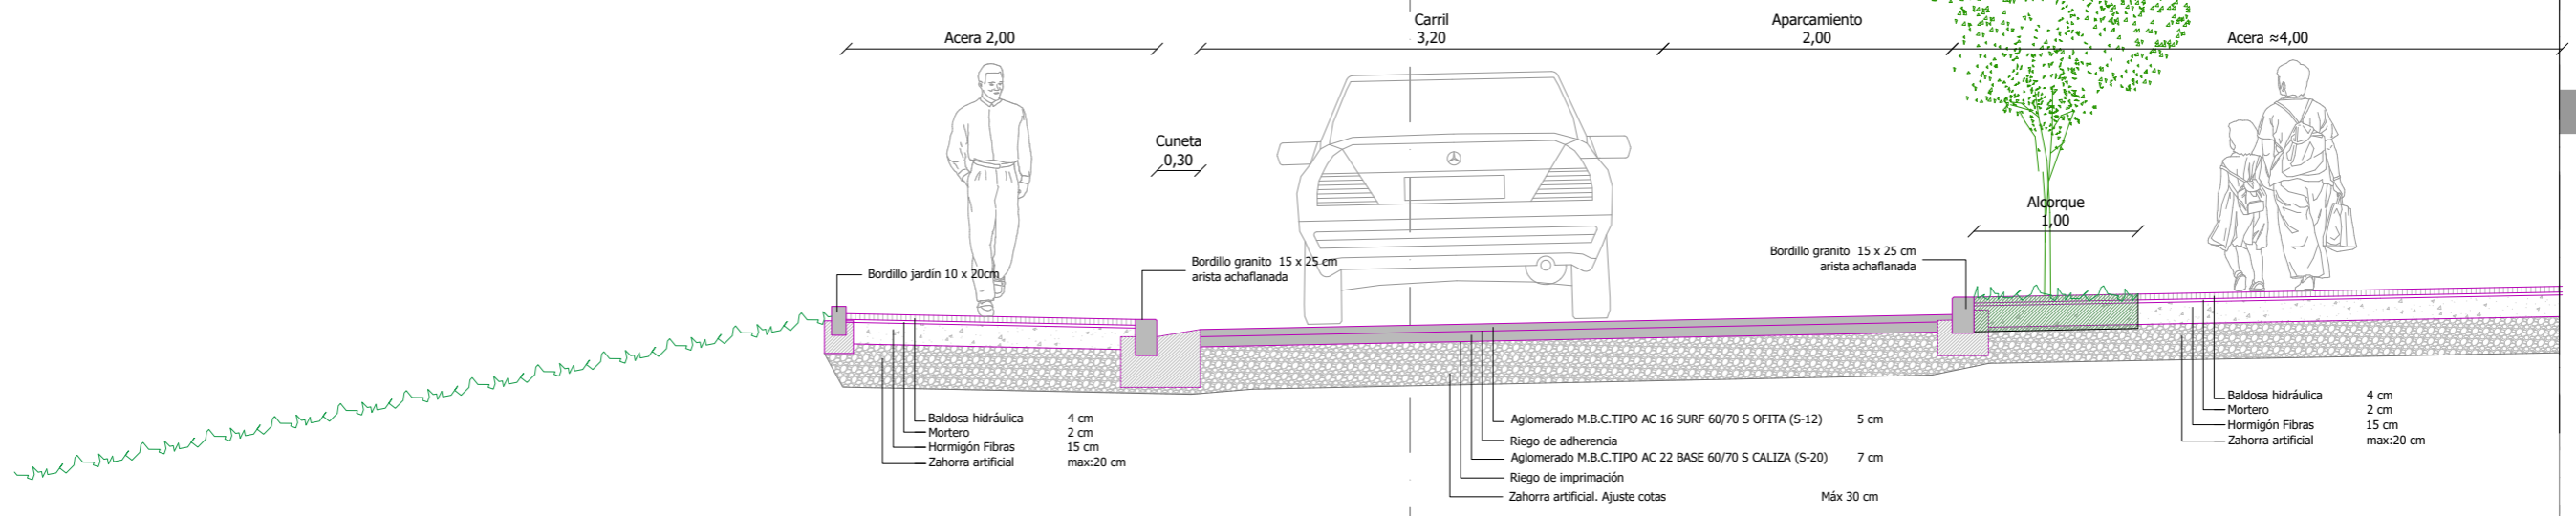 Carril
3,20
Aparcamiento
2,00
Acera 2,00
Acera ≈4,00
Cuneta
0,30
Alcorque
1,00
Bordillo jardín 10 x 20cm
Bordillo granito 15 x 25 cm
arista achaflanada
Bordillo granito 15 x 25 cm
arista achaflanada
Baldosa hidráulica 4 cm
Mortero 2 cm
Hormigón Fibras 15 cm
Zahorra artificial max:20 cm
Aglomerado M.B.C.TIPO AC 16 SURF 60/70 S OFITA (S-12) 5 cm
Riego de adherencia
Aglomerado M.B.C.TIPO AC 22 BASE 60/70 S CALIZA (S-20) 7 cm
Riego de imprimación
Zahorra artificial. Ajuste cotas Máx 30 cm
Baldosa hidráulica 4 cm
Mortero 2 cm
Hormigón Fibras 15 cm
Zahorra artificial max:20 cm